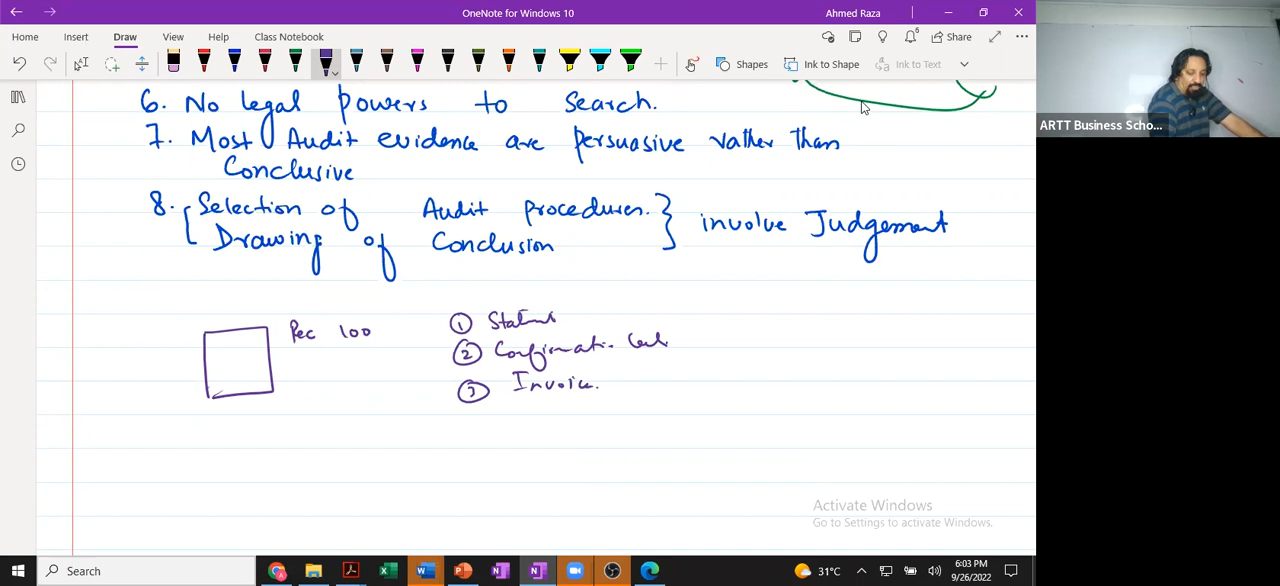 OneNote for Windows 10
Ahmed Raza
Home Insert Draw View Help Class Notebook
Share
Shapes Ink to Shape Ink to Text
ARTT Business Scho...
6. No legal powers to search.
7. Most Audit evidence are persuasive rather than
Conclusive
8. Selection of Audit procedures.
Drawing of Conclusion
involve Judgement
Rec 100
1 
2
3 Invoice.
Activate Windows
Go to Settings to activate Windows.
Search
31°C
6:03 PM
9/26/2022